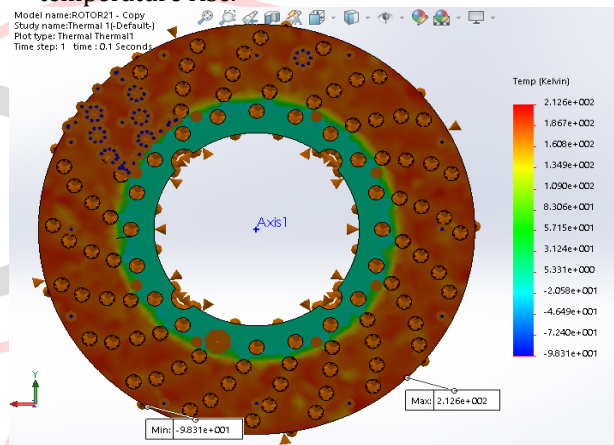 temperature rise.
Model name:ROTOR21 - Copy
Study name:Thermal 1(-Default-)
Plot type: Thermal Thermal1
Time step: 1 time : 0.1 Seconds
Temp (Kelvin)
2.126e+002
1.867e+002
1.608e+002
1.349e+002
1.090e+002
8.306e+001
5.715e+001
3.124e+001
5.331e+000
-2.058e+001
-4.649e+001
-7.240e+001
-9.831e+001
Axis1
Y
Max: 2.126e+002
Min: -9.831e+001